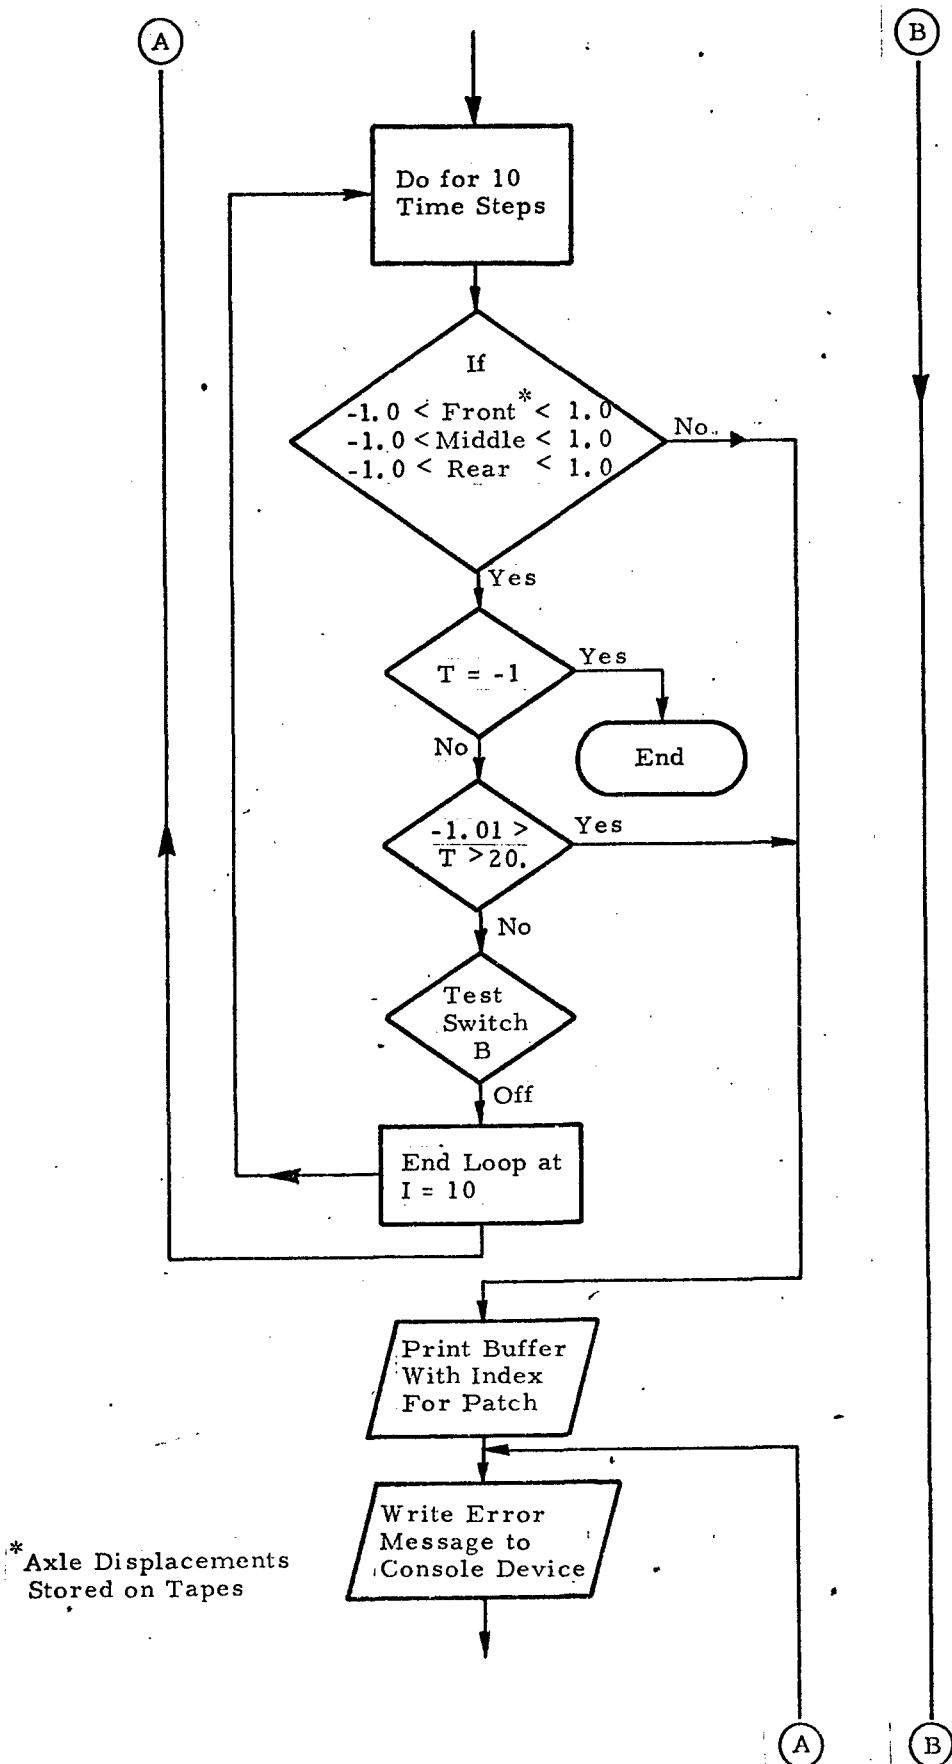 A
B
Do for 10
Time Steps
If
-1.0 < Front* < 1.0
-1.0 < Middle < 1.0
-1.0 < Rear < 1.0
No
Yes
T = -1
Yes
End
No
-1.01 >
T >20.
Yes
No
Test
Switch
B
Off
End Loop at
I = 10
Print Buffer
With Index
For Patch
Write Error
Message to
Console Device
*Axle Displacements
Stored on Tapes
A
B